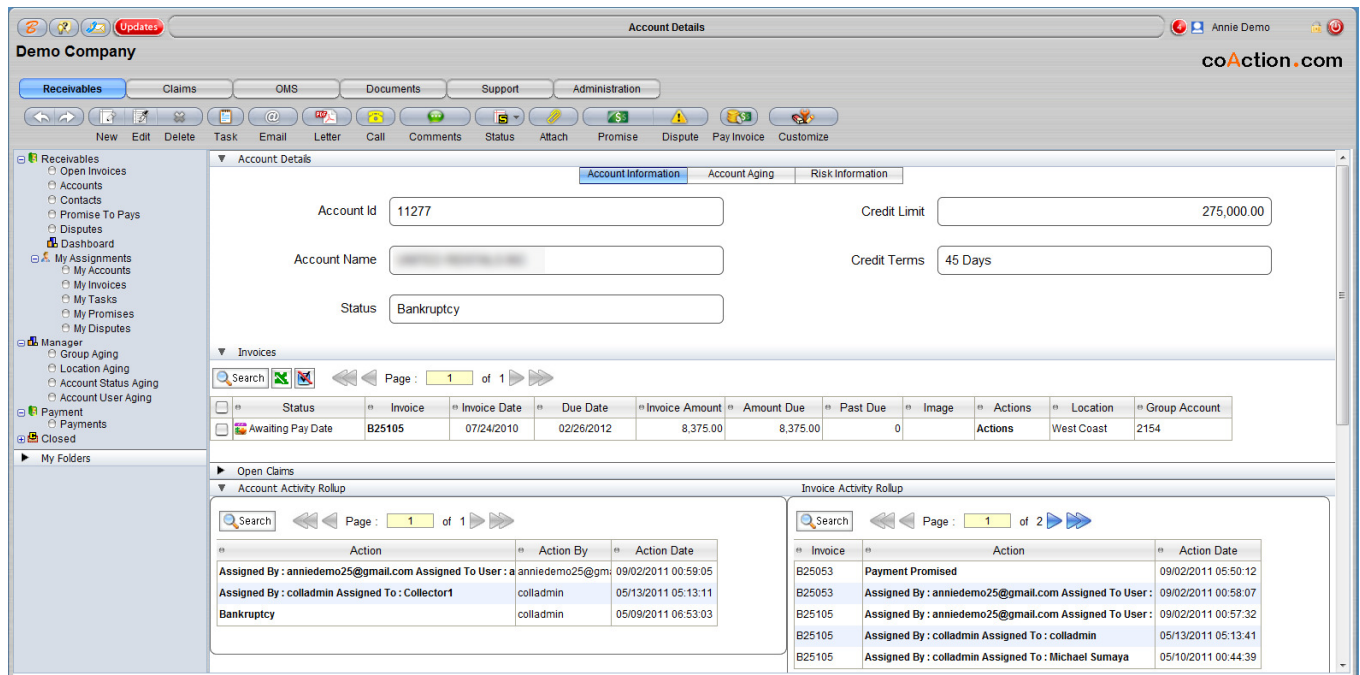 Updates
Account Details
4
Annie Demo
Demo Company
coAction.com
Receivables
Claims
OMS
Documents
Support
Administration
New
Edit
Delete
Task
Email
Letter
Call
Comments
Status
Attach
Promise
Dispute
Pay Invoice
Customize
Receivables
Open Invoices
Accounts
Contacts
Promise To Pays
Disputes
Dashboard
My Assignments
My Accounts
My Invoices
My Tasks
My Promises
My Disputes
Manager
Group Aging
Location Aging
Account Status Aging
Account User Aging
Payment
Payments
Closed
My Folders
Account Details
Account Information Account Aging Risk Information
Account Id 11277 Credit Limit 275,000.00
Account Name Credit Terms 45 Days
Status Bankruptcy
Invoices
Search Page : 1 of 1
Status Invoice Invoice Date Due Date Invoice Amount Amount Due Past Due Image Actions Location Group Account
Awaiting Pay Date B25105 07/24/2010 02/26/2012 8,375.00 8,375.00 0 Actions West Coast 2154
Open Claims
Account Activity Rollup
Search Page : 1 of 1
Action Action By Action Date
Assigned By : anniedemo25@gmail.com Assigned To User : a anniedemo25@gma 09/02/2011 00:59:05
Assigned By : colladmin Assigned To : Collector1 colladmin 05/13/2011 05:13:11
Bankruptcy colladmin 05/09/2011 06:53:03
Invoice Activity Rollup
Search Page : 1 of 2
Invoice Action Action Date
B25053 Payment Promised 09/02/2011 05:50:12
B25053 Assigned By : anniedemo25@gmail.com Assigned To User : 09/02/2011 00:58:07
B25105 Assigned By : anniedemo25@gmail.com Assigned To User : 09/02/2011 00:57:32
B25105 Assigned By : colladmin Assigned To : colladmin 05/13/2011 05:13:41
B25105 Assigned By : colladmin Assigned To : Michael Sumaya 05/10/2011 00:44:39